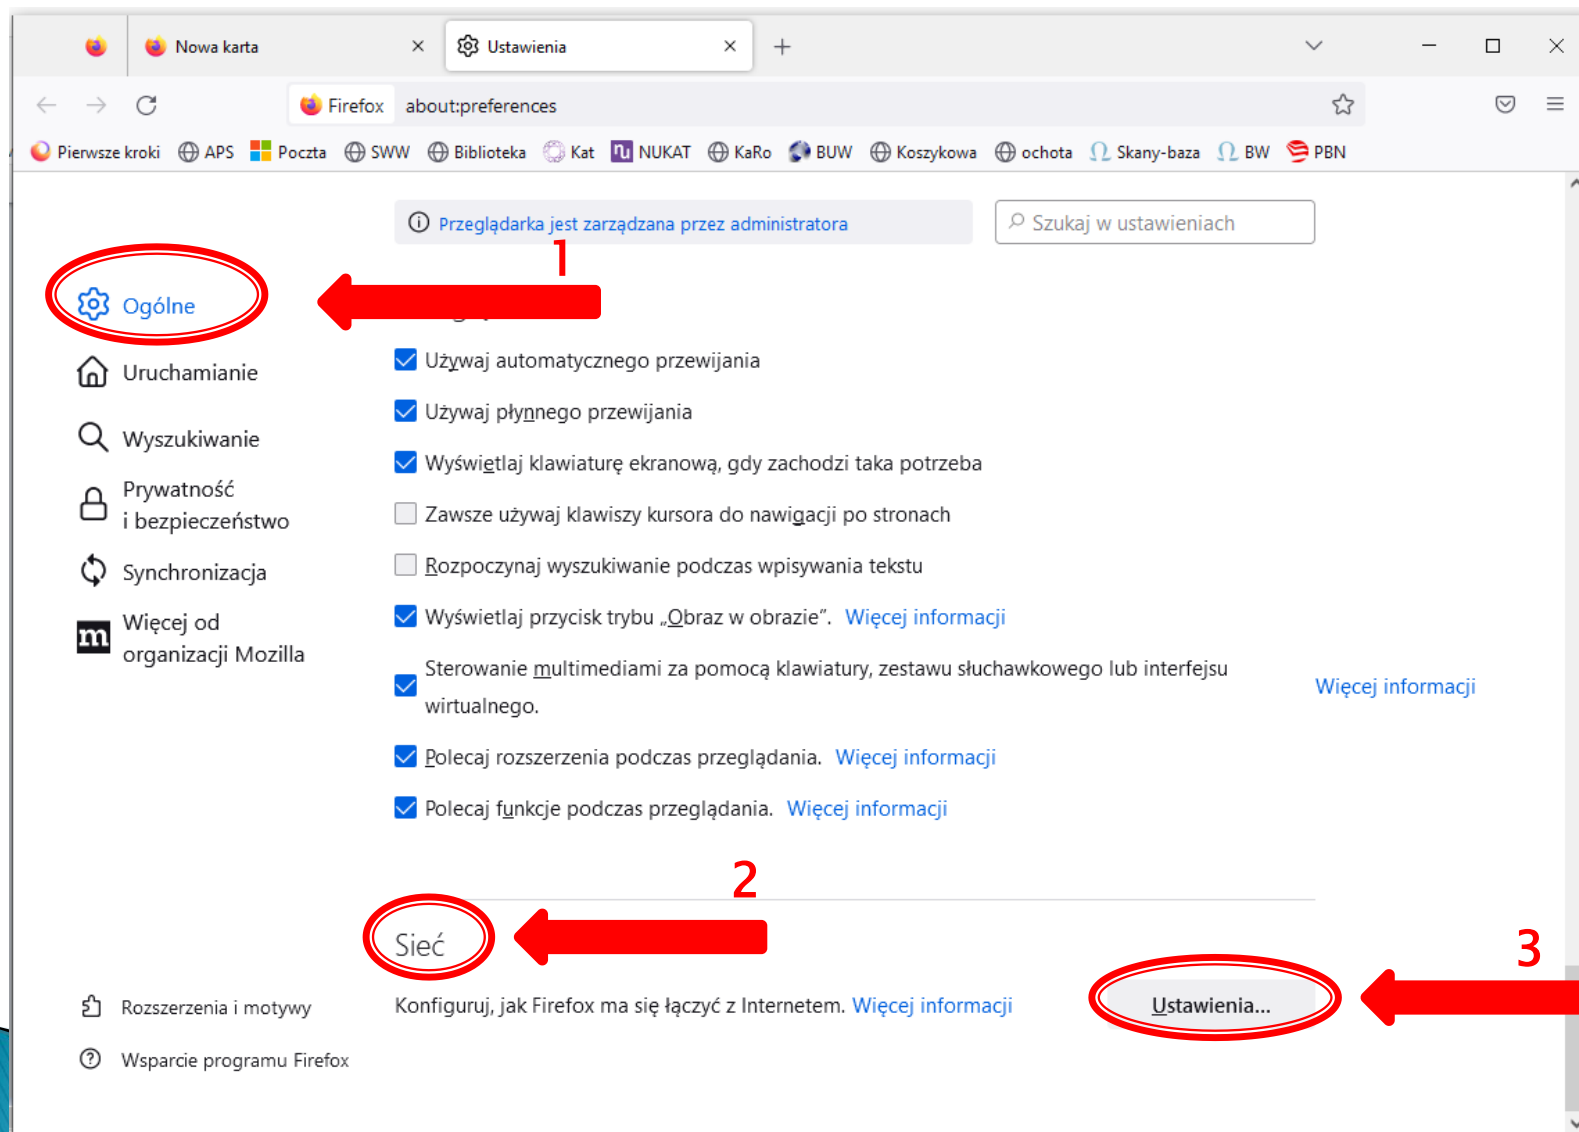 Nowa karta
Ustawienia
Firefox about:preferences
Pierwsze kroki APS Poczta SWW Biblioteka Kat NUKAT KaRo BUW Koszykowa ochota Skany-baza BW PBN
Przeglądarka jest zarządzana przez administratora
Szukaj w ustawieniach
1
Ogólne
Uruchamianie
Wyszukiwanie
Prywatność
i bezpieczeństwo
Synchronizacja
m
Więcej od
organizacji Mozilla
Używaj automatycznego przewijania
Używaj płynnego przewijania
Wyświetlaj klawiaturę ekranową, gdy zachodzi taka potrzeba
Zawsze używaj klawiszy kursora do nawigacji po stronach
Rozpoczynaj wyszukiwanie podczas wpisywania tekstu
Wyświetlaj przycisk trybu „Obraz w obrazie”. Więcej informacji
Sterowanie multimediami za pomocą klawiatury, zestawu słuchawkowego lub interfejsu
wirtualnego.
Więcej informacji
Polecaj rozszerzenia podczas przeglądania. Więcej informacji
Polecaj funkcje podczas przeglądania. Więcej informacji
2
Sieć
3
Konfiguruj, jak Firefox ma się łączyć z Internetem. Więcej informacji
Ustawienia...
Rozszerzenia i motywy
Wsparcie programu Firefox